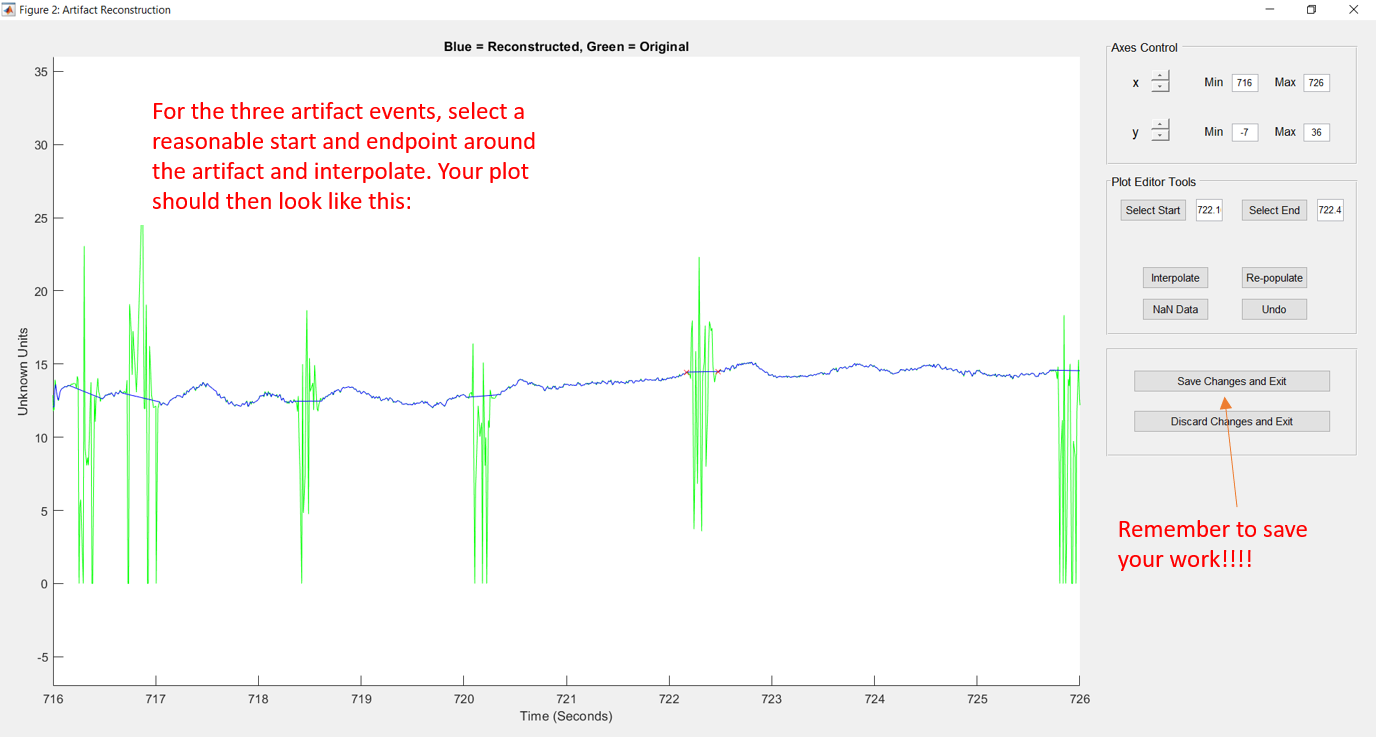 Figure 2: Artifact Reconstruction
Blue = Reconstructed, Green = Original
For the three artifact events, select a
reasonable start and endpoint around
the artifact and interpolate. Your plot
should then look like this:
35
30
25
20
15
10
5
0
-5
Unknown Units
716
717
718
719
720
721
722
723
724
725
726
Time (Seconds)
Axes Control
x Min 716 Max 726
y Min -7 Max 36
Plot Editor Tools
Select Start 722.1 Select End 722.4
Interpolate Re-populate
NaN Data Undo
Save Changes and Exit
Discard Changes and Exit
Remember to save
your work!!!!